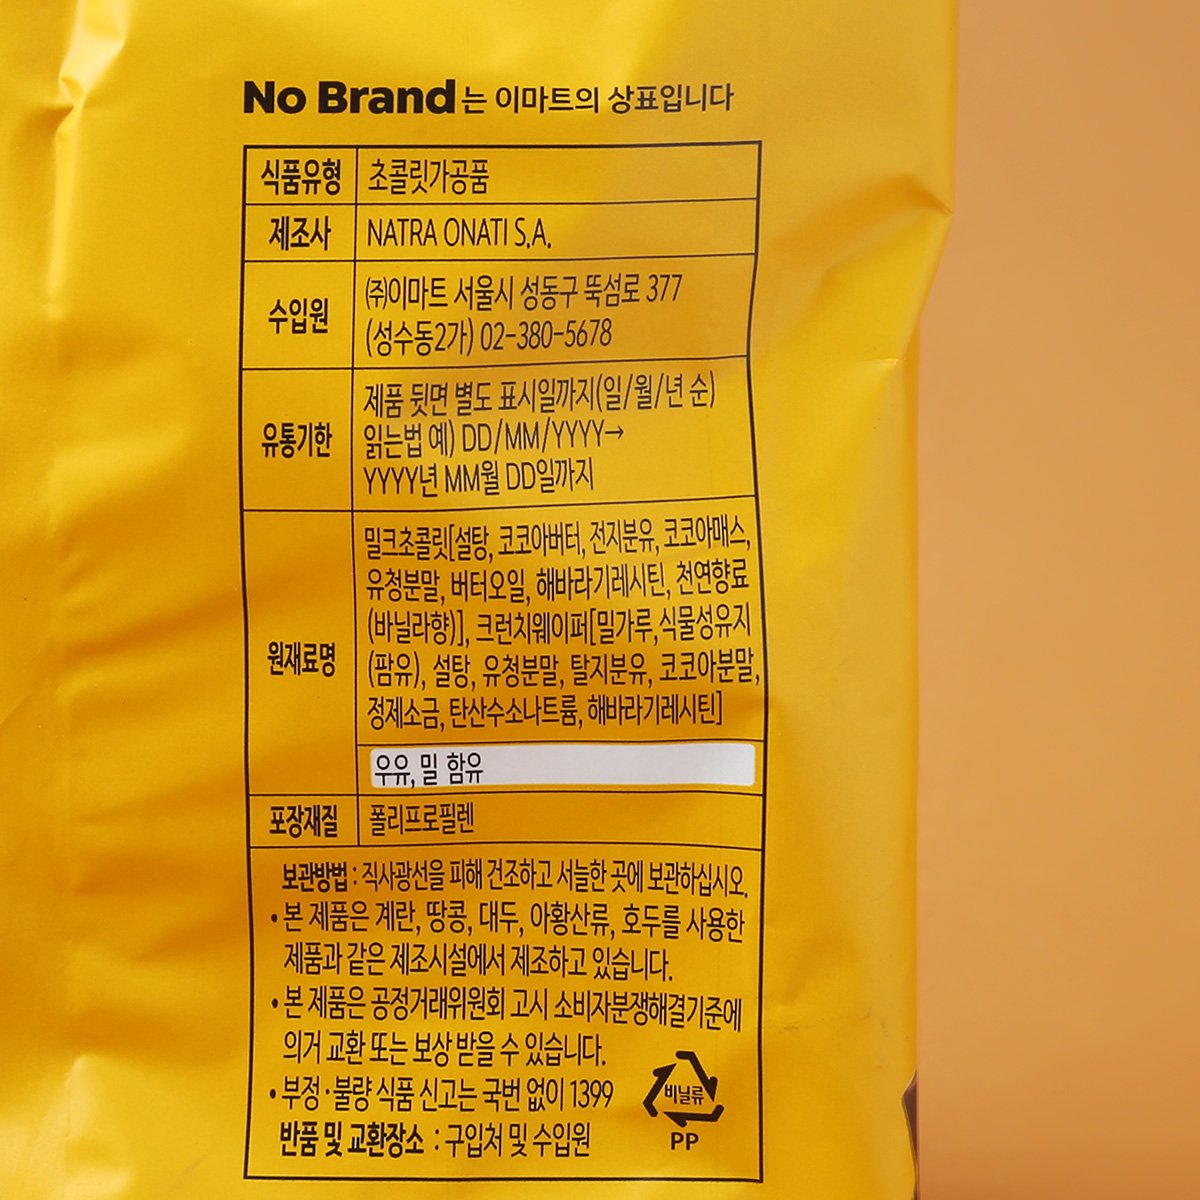 No Brand는 이마트의 상표입니다
식품유형 초콜릿가공품
제조사 NATRA ONATI S.A.
수입원 ㈜이마트 서울시 성동구 뚝섬로 377
(성수동2가) 02-380-5678
유통기한 제품 뒷면 별도 표시일까지(일/월/년 순)
읽는법 예) DD/MM/YYYY→
YYYY년 MM월 DD일까지
원재료명 밀크초콜릿[설탕, 코코아버터, 전지분유, 코코아매스,
유청분말, 버터오일, 해바라기레시틴, 천연향료
(바닐라향)], 크런치웨이퍼[밀가루,식물성유지
(팜유), 설탕, 유청분말, 탈지분유, 코코아분말,
정제소금, 탄산수소나트륨, 해바라기레시틴]
우유, 밀 함유
포장재질 폴리프로필렌
보관방법 : 직사광선을 피해 건조하고 서늘한 곳에 보관하십시오.
• 본 제품은 계란, 땅콩, 대두, 아황산류, 호두를 사용한
제품과 같은 제조시설에서 제조하고 있습니다.
• 본 제품은 공정거래위원회 고시 소비자분쟁해결기준에
의거 교환 또는 보상 받을 수 있습니다.
• 부정·불량 식품 신고는 국번 없이 1399
반품 및 교환장소 : 구입처 및 수입원
비닐류
PP